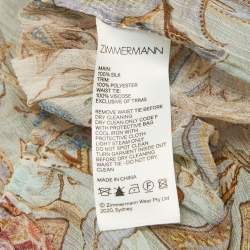 ZIMMERMANN
MAIN:
100% SILK
TRIM:
100% POLYESTER
WAIST TIE:
100% VISCOSE
EXCLUSIVE OF TRIMS
REMOVE WAIST TIE BEFORE
DRY CLEANING
DRY CLEAN ONLY CODE F
WITH PROTECTIVE BAG
COOL IRON WITH
PROTECTIVE CLOTH
LIGHT STEAM ONLY
DO NOT SPOT CLEAN
TURN GARMENT INSIDE OUT
BEFORE DRY CLEANING
WAIST TIE - DO NOT DRY
CLEAN
MADE IN CHINA
© Zimmermann Wear Pty Ltd
2020, Sydney